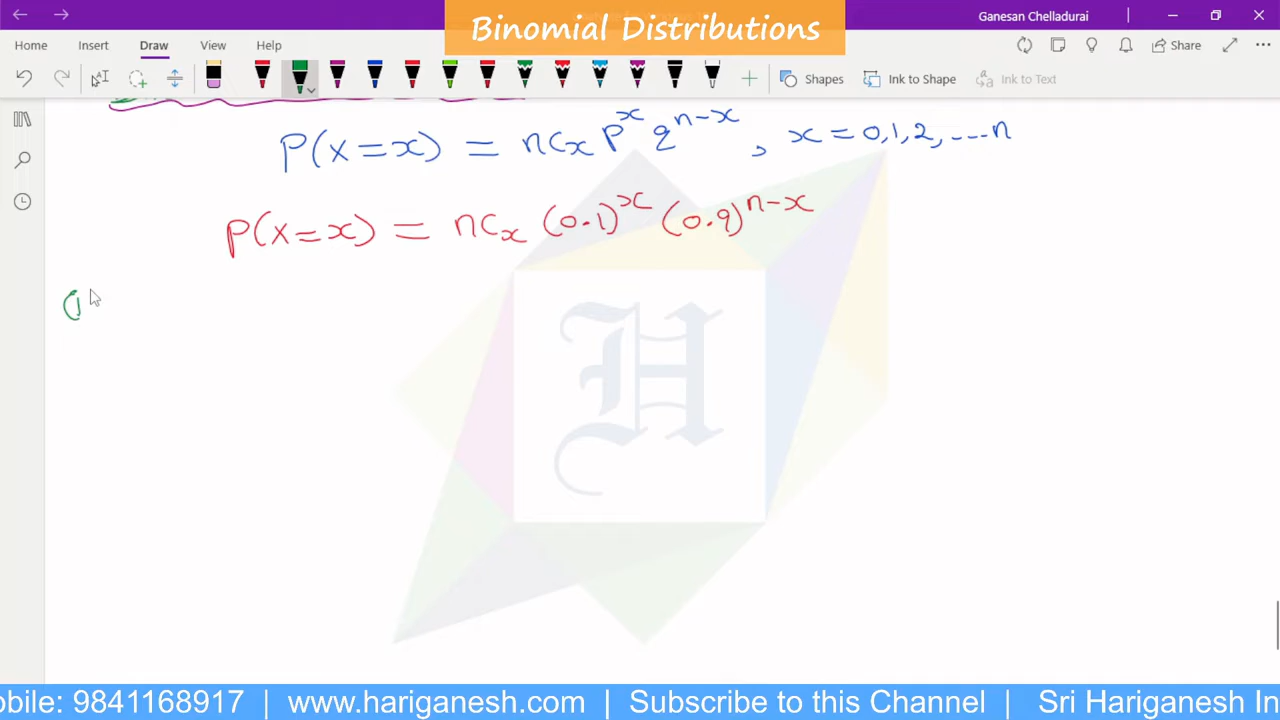 Binomial Distributions
Ganesan Chelladurai
Home Insert Draw View Help
Share
Shapes
Ink to Shape
Ink to Text
P(X=x) = nCx p^x q^n-x , x = 0,1,2,....n
P(X=x) = nCx (0.1)^x (0.9)^n-x
(1
H
obile: 9841168917 | www.hariganesh.com | Subscribe to this Channel | Sri Hariganesh In